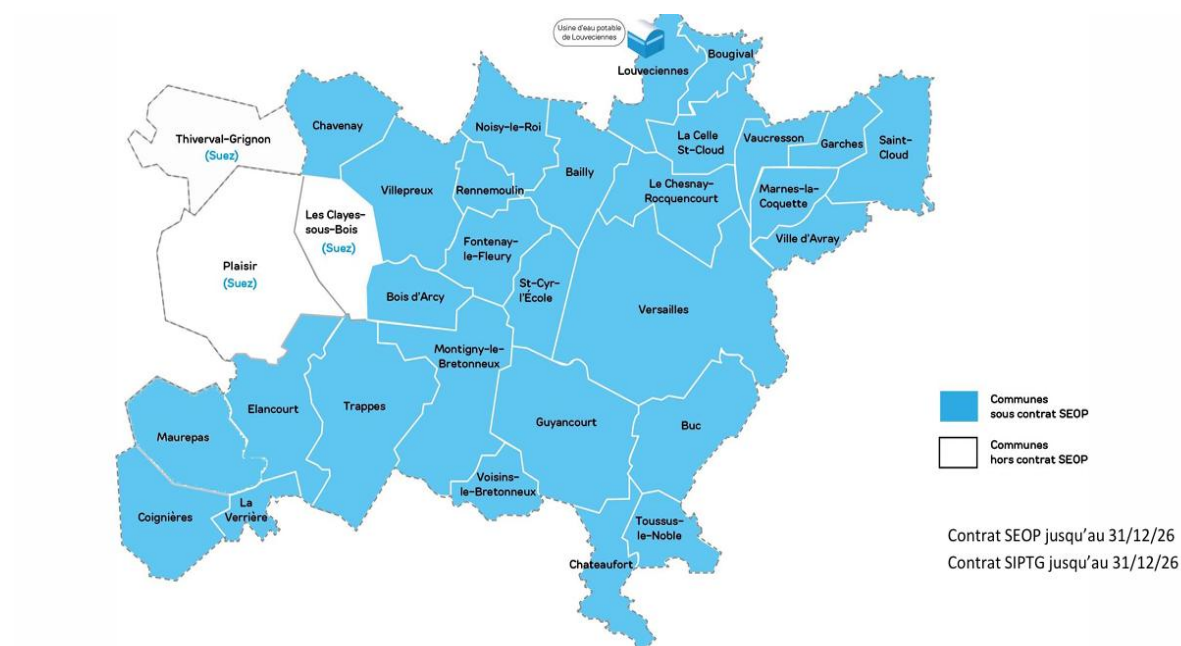 Usine d'eau potable
de Louveciennes
Louveciennes
Bougival
Thiverval-Grignon
(Suez)
Chavenay
Noisy-le-Roi
Bailly
La Celle
St-Cloud
Vaucresson
Garches
Saint-
Cloud
Villepreux
Rennemoulin
Le Chesnay-
Rocquencourt
Marnes-la-
Coquette
Les Clayes-
sous-Bois
(Suez)
Fontenay-
le-Fleury
Ville d'Avray
Plaisir
(Suez)
Bois d'Arcy
St-Cyr-
l'École
Versailles
Montigny-le-
Bretonneux
Elancourt
Trappes
Guyancourt
Buc
Maurepas
Voisins-
le-Bretonneux
Coignières
La
Verrière
Toussus-
le-Noble
Chateaufort
Communes
sous contrat SEOP
Communes
hors contrat SEOP
Contrat SEOP jusqu'au 31/12/26
Contrat SIPTG jusqu'au 31/12/26